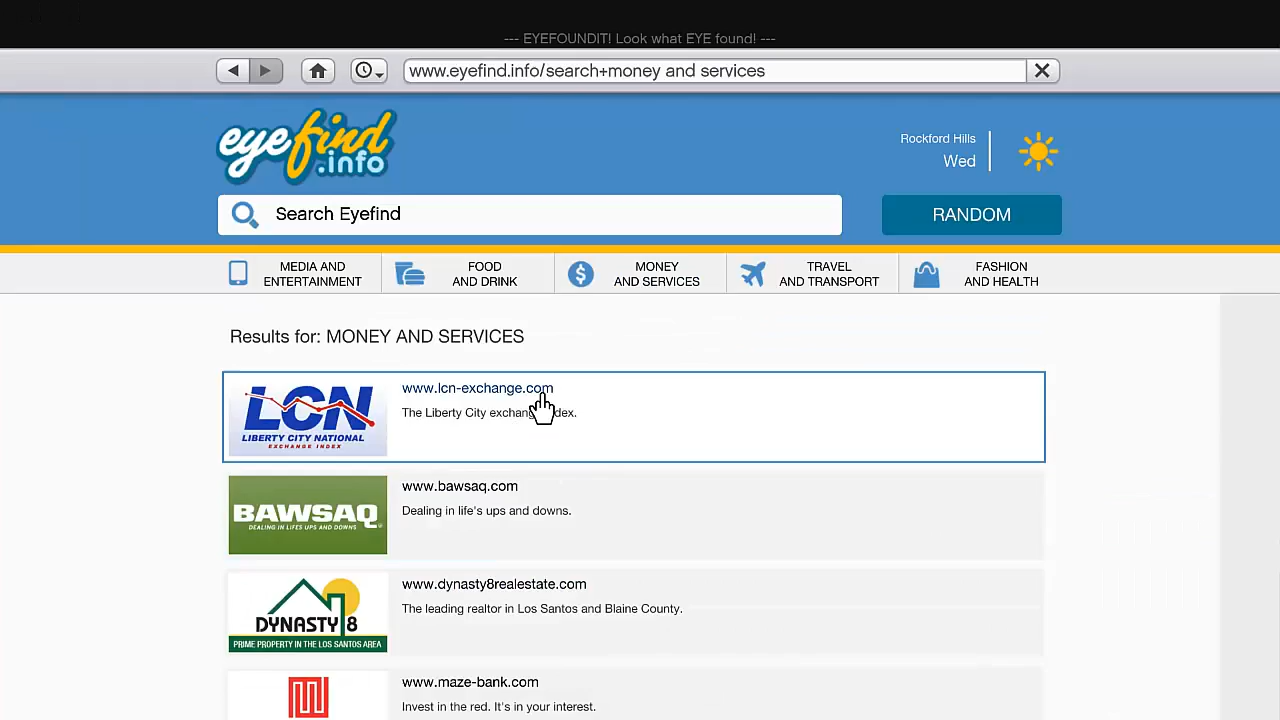 --- EYEFOUNDIT! Look what EYE found! ---
www.eyefind.info/search+money and services
eyefind
.info
Rockford Hills
Wed
Search Eyefind
RANDOM
MEDIA AND
ENTERTAINMENT
FOOD
AND DRINK
MONEY
AND SERVICES
TRAVEL
AND TRANSPORT
FASHION
AND HEALTH
Results for: MONEY AND SERVICES
LCN
LIBERTY CITY NATIONAL
EXCHANGE INDEX
www.lcn-exchange.com
The Liberty City exchange index.
BAWSAQ
DEALING IN LIFES UPS AND DOWNS
www.bawsaq.com
Dealing in life's ups and downs.
DYNASTY 8
PRIME PROPERTY IN THE LOS SANTOS AREA
www.dynasty8realestate.com
The leading realtor in Los Santos and Blaine County.
www.maze-bank.com
Invest in the red. It's in your interest.